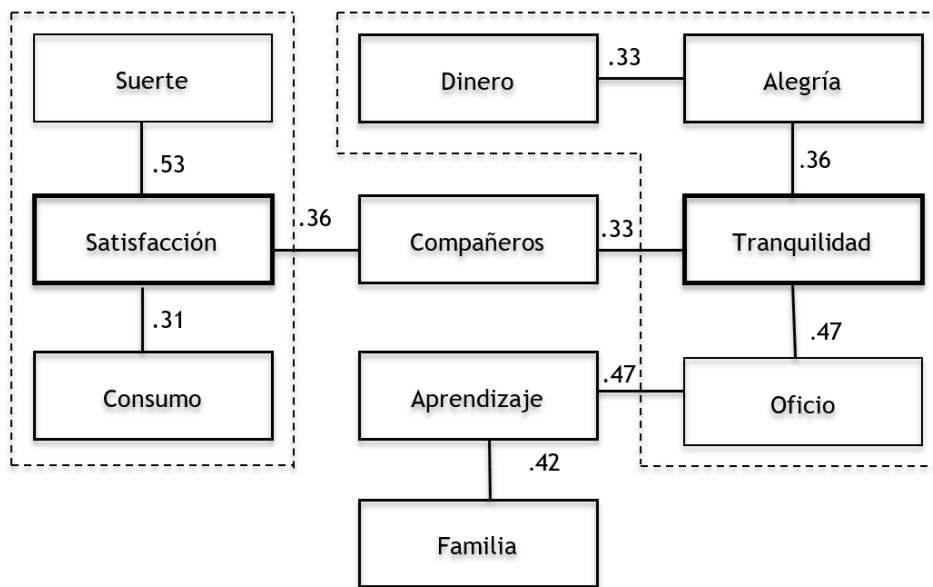 Suerte
Dinero
.33
Alegría
.53
.36
Satisfacción
.36
Compañeros
.33
Tranquilidad
.31
.47
Consumo
Aprendizaje
.47
Oficio
.42
Familia